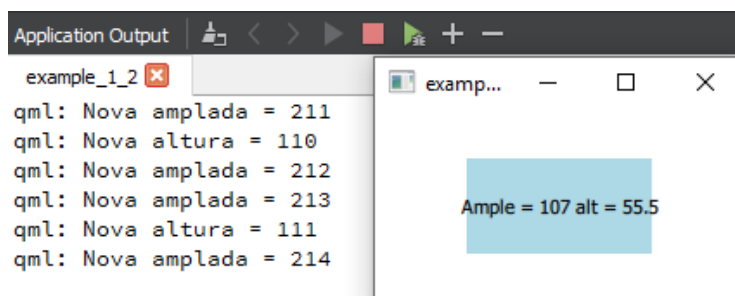 Application Output
example_1_2
qml: Nova amplada = 211
qml: Nova altura = 110
qml: Nova amplada = 212
qml: Nova amplada = 213
qml: Nova altura = 111
qml: Nova amplada = 214
examp...
Ample = 107 alt = 55.5